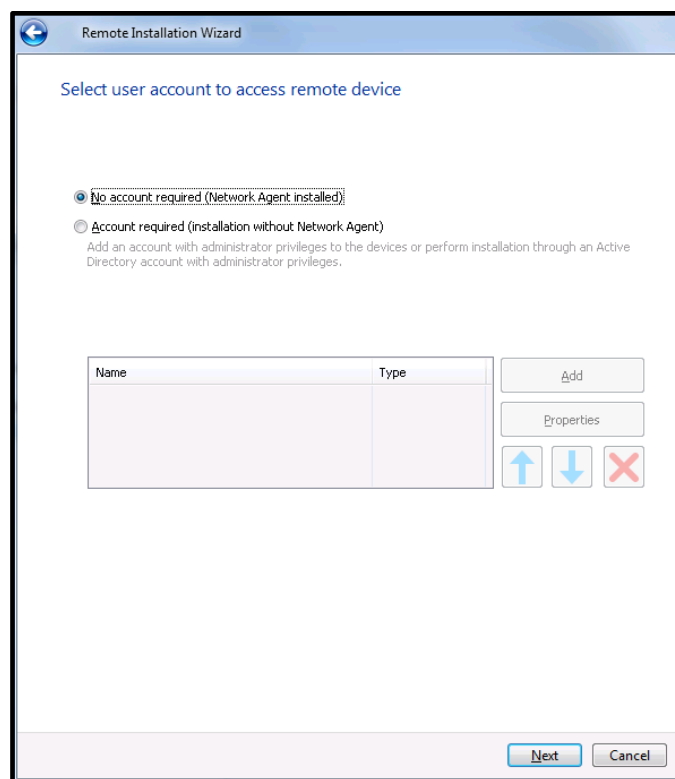 Remote Installation Wizard
Select user account to access remote device
No account required (Network Agent installed)
Account required (installation without Network Agent)
Add an account with administrator privileges to the devices or perform installation through an Active
Directory account with administrator privileges.
Name Type
Add
Properties
Next Cancel